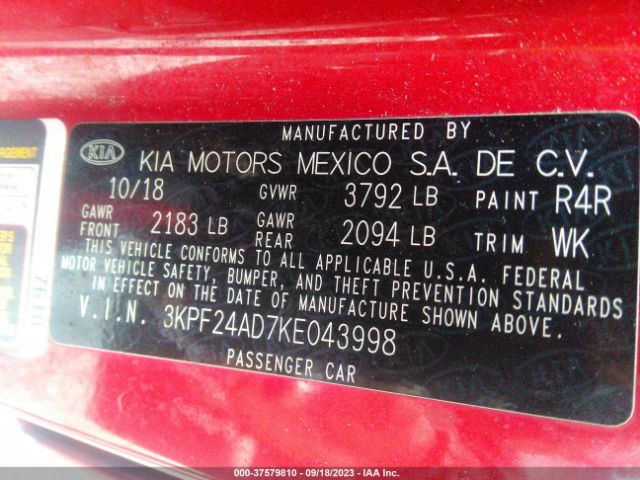 MANUFACTURED BY
KIA KIA MOTORS MEXICO S.A. DE C.V.
10/18 GVWR 3792 LB PAINT R4R
GAWR FRONT 2183 LB GAWR REAR 2094 LB TRIM WK
THIS VEHICLE CONFORMS TO ALL APPLICABLE U.S.A. FEDERAL
MOTOR VEHICLE SAFETY, BUMPER, AND THEFT PREVENTION STANDARDS
IN EFFECT ON THE DATE OF MANUFACTURE SHOWN ABOVE.
V.I.N. 3KPF24AD7KE043998
PASSENGER CAR
000-37579810 - 09/18/2023 - IAA Inc.